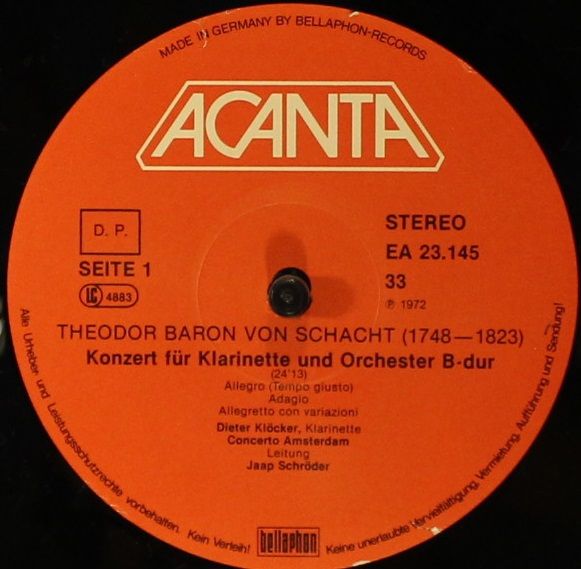 MADE IN GERMANY BY BELLAPHON-RECORDS
ACANTA
D. P.
SEITE 1
LC 4883
STEREO
EA 23.145
33
℗ 1972
THEODOR BARON VON SCHACHT (1748—1823)
Konzert für Klarinette und Orchester B-dur
(24'13)
Allegro (Tempo giusto)
Adagio
Allegretto con variazioni
Dieter Klöcker, Klarinette
Concerto Amsterdam
Leitung
Jaap Schröder
bellaphon
Alle Urheber- und Leistungsschutzrechte vorbehalten. Kein Verleih! Keine unerlaubte Vervielfältigung, Vermietung, Aufführung und Sendung!